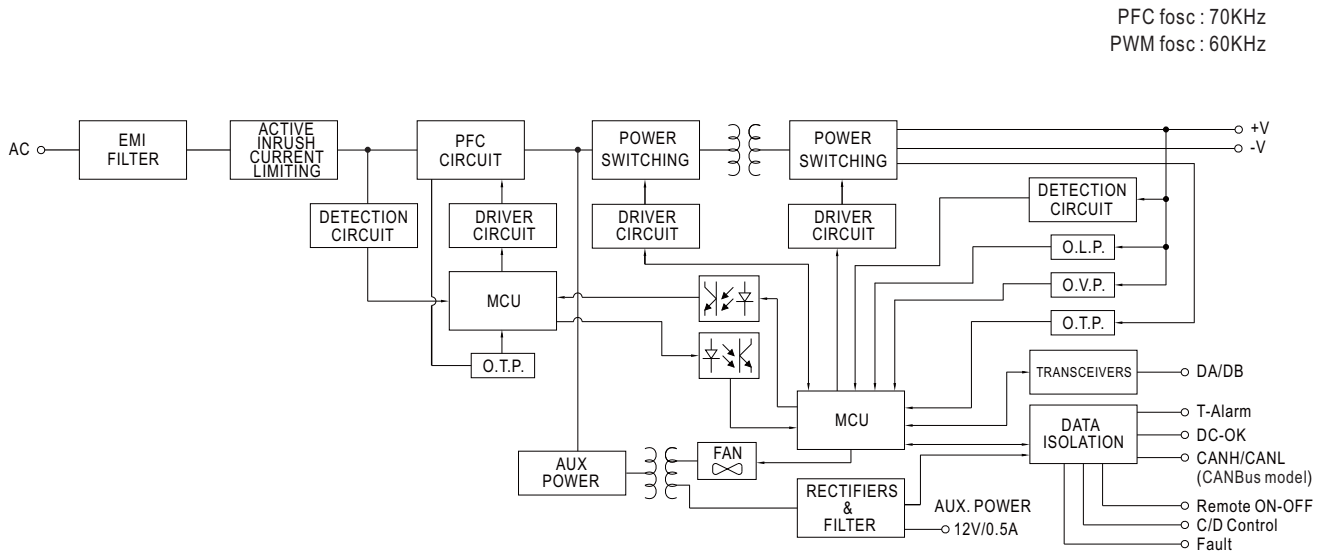 PFC fosc : 70KHz
PWM fosc : 60KHz
AC
EMI
FILTER
ACTIVE
INRUSH
CURRENT
LIMITING
PFC
CIRCUIT
POWER
SWITCHING
POWER
SWITCHING
+V
-V
DETECTION
CIRCUIT
DRIVER
CIRCUIT
DRIVER
CIRCUIT
DRIVER
CIRCUIT
DETECTION
CIRCUIT
O.L.P.
O.V.P.
O.T.P.
MCU
O.T.P.
TRANSCEIVERS
DA/DB
MCU
DATA
ISOLATION
T-Alarm
DC-OK
CANH/CANL
(CANBus model)
Remote ON-OFF
C/D Control
Fault
AUX
POWER
FAN
RECTIFIERS
&
FILTER
AUX. POWER
12V/0.5A